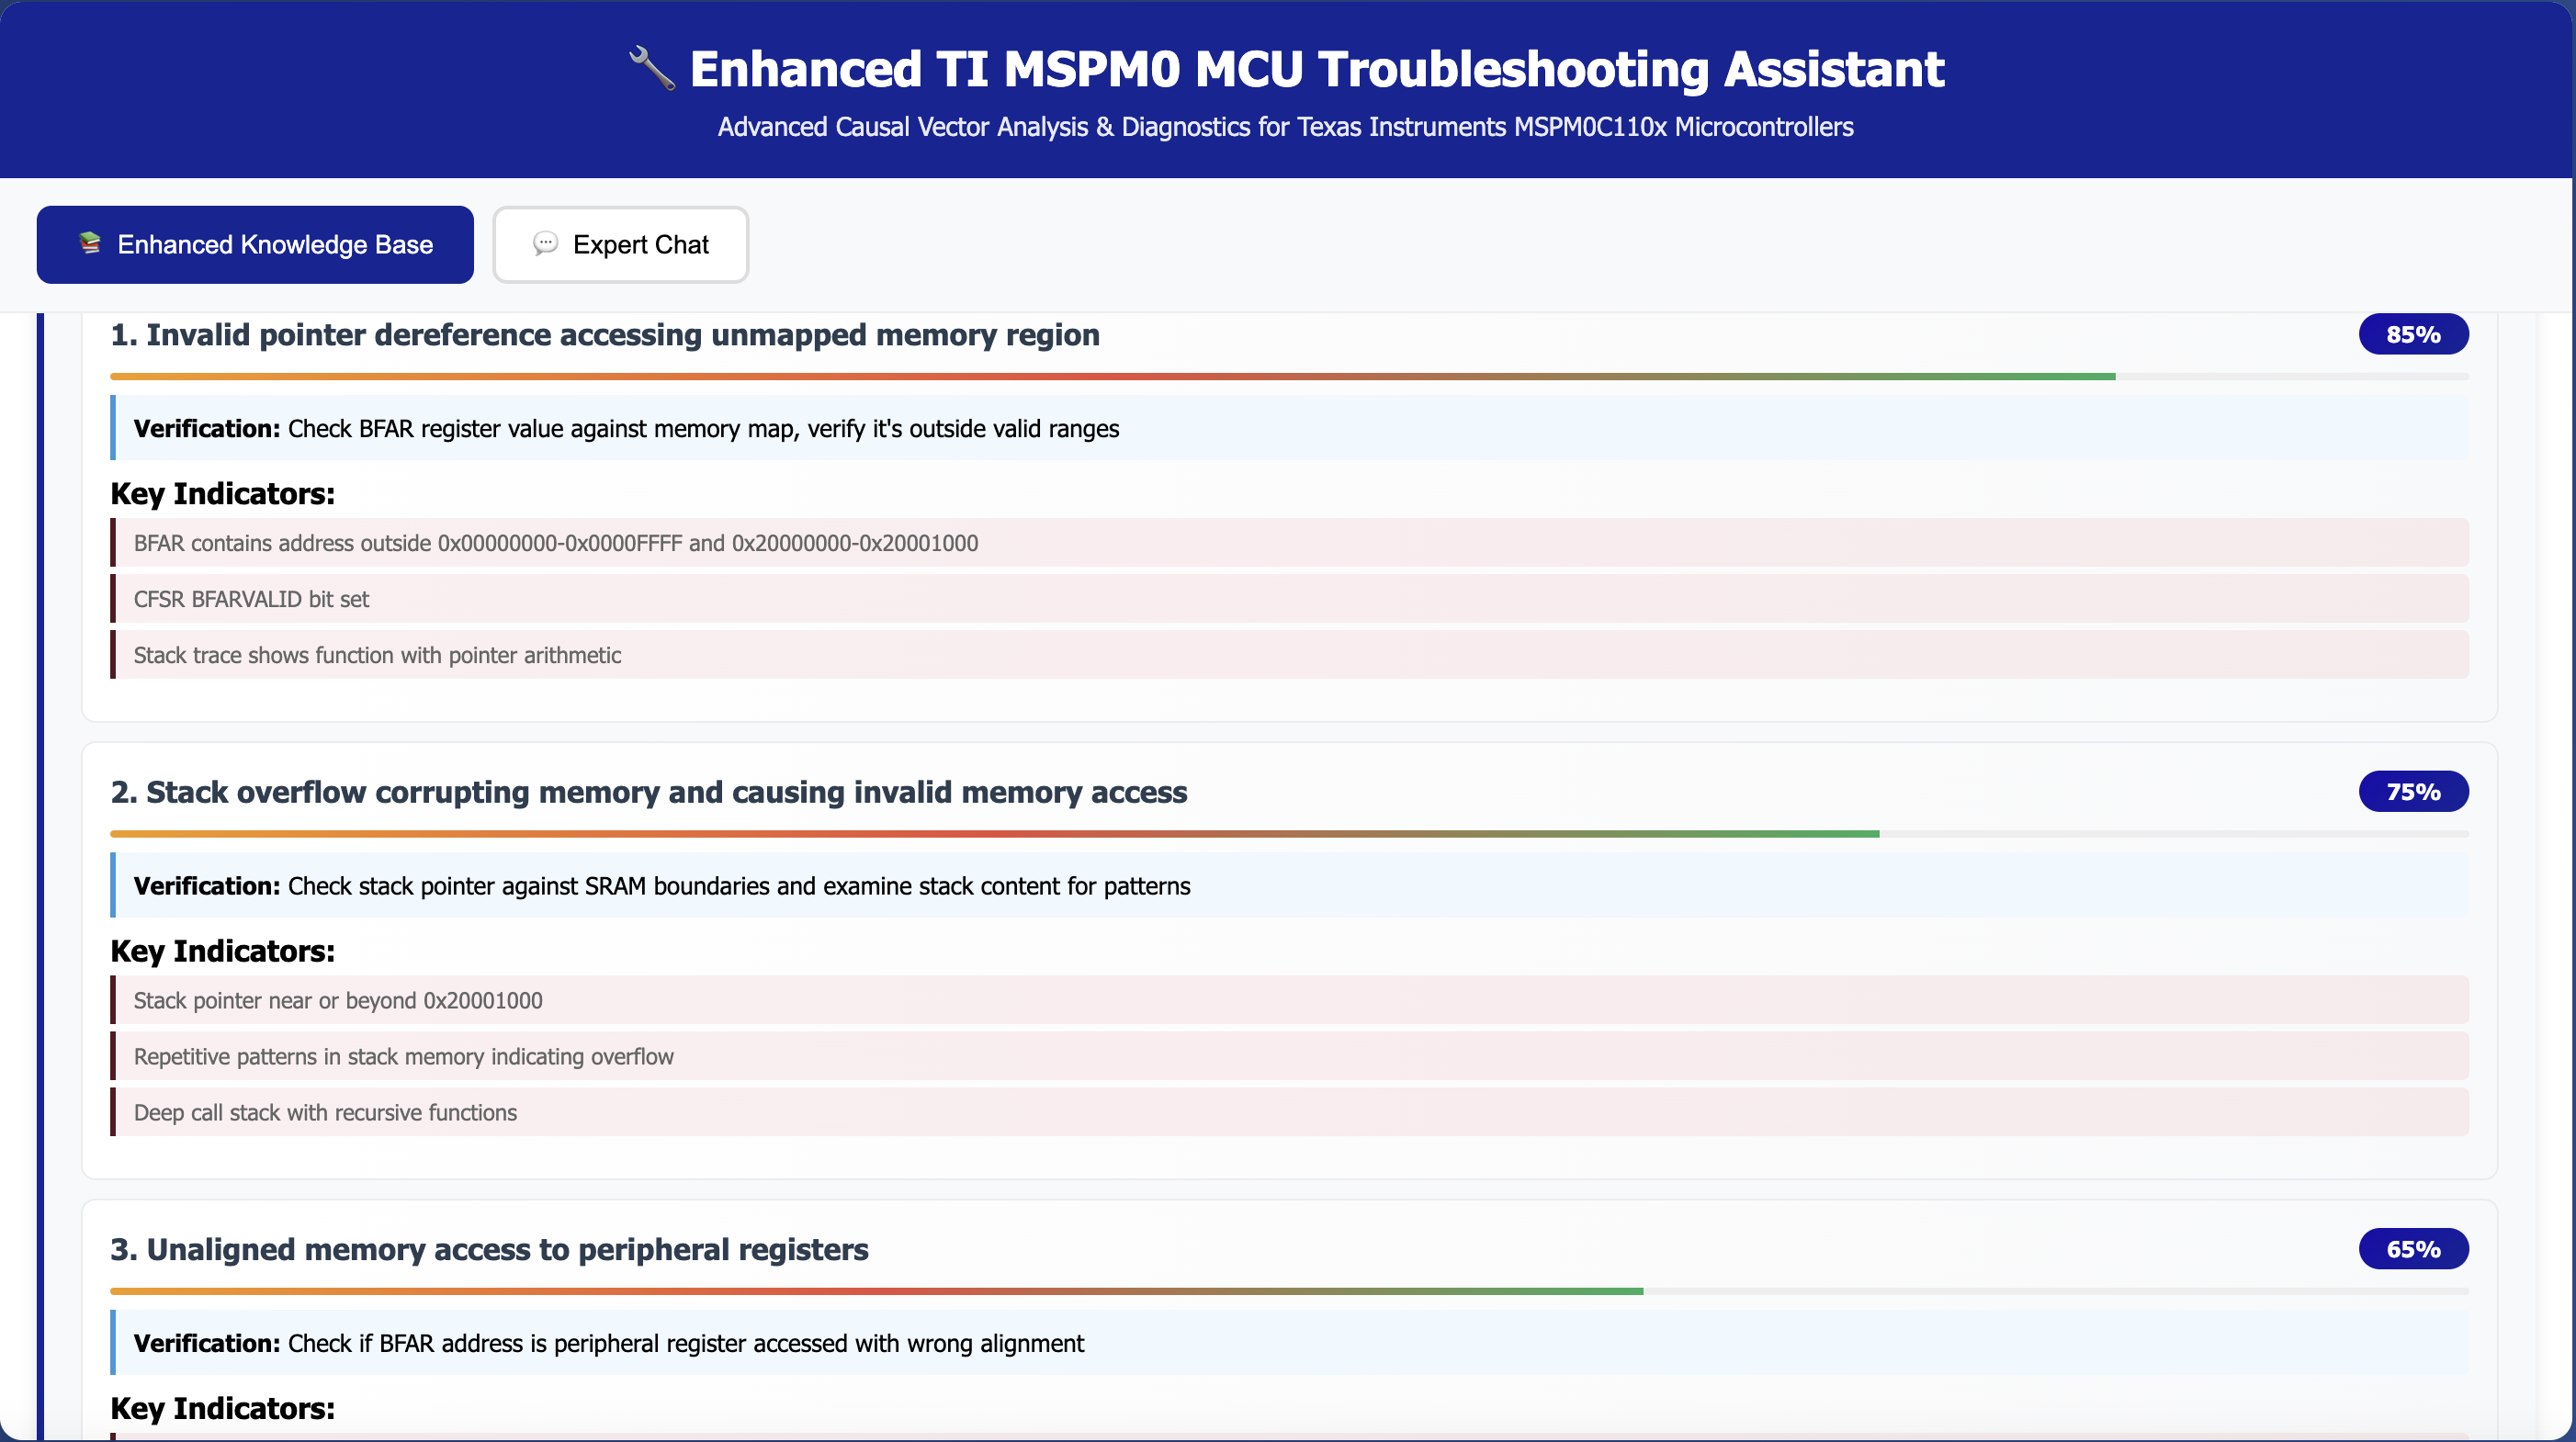 🔧 Enhanced TI MSPM0 MCU Troubleshooting Assistant
Advanced Causal Vector Analysis & Diagnostics for Texas Instruments MSPM0C110x Microcontrollers
📚 Enhanced Knowledge Base
💬 Expert Chat
1. Invalid pointer dereference accessing unmapped memory region
85%
Verification: Check BFAR register value against memory map, verify it's outside valid ranges
Key Indicators:
BFAR contains address outside 0x00000000-0x0000FFFF and 0x20000000-0x20001000
CFSR BFARVALID bit set
Stack trace shows function with pointer arithmetic
2. Stack overflow corrupting memory and causing invalid memory access
75%
Verification: Check stack pointer against SRAM boundaries and examine stack content for patterns
Key Indicators:
Stack pointer near or beyond 0x20001000
Repetitive patterns in stack memory indicating overflow
Deep call stack with recursive functions
3. Unaligned memory access to peripheral registers
65%
Verification: Check if BFAR address is peripheral register accessed with wrong alignment
Key Indicators: